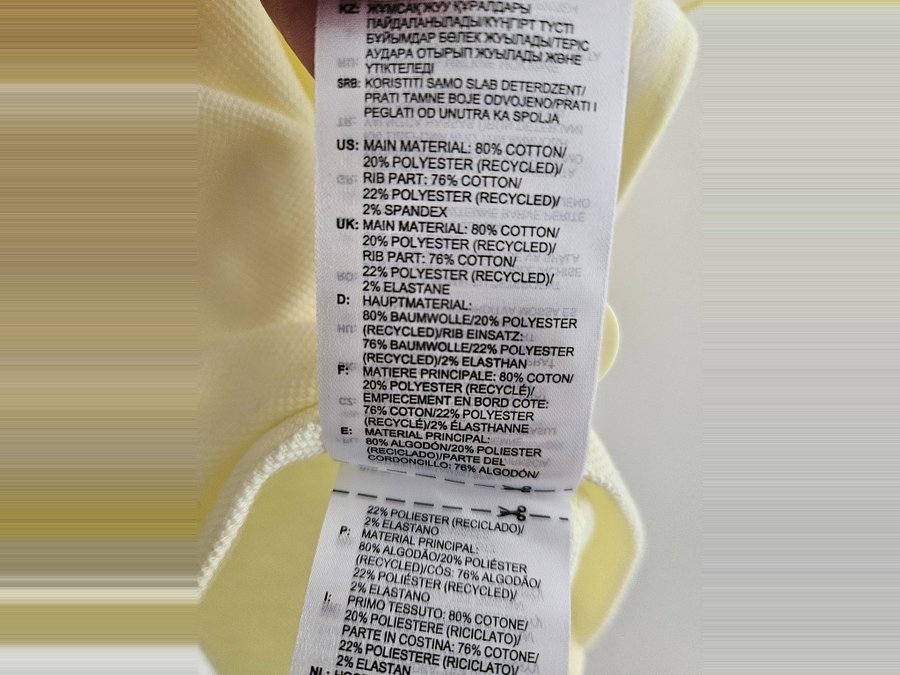 KZ: ЖҰМСАҚ ЖУУ ҚҰРАЛДАРЫ
ПАЙДАЛАНЫЛАДЫ/КҮҢГІРТ ТҮСТІ
БҰЙЫМДАР БӨЛЕК ЖУЫЛАДЫ/ТЕРІС
АУДАРА ОТЫРЫП ЖУЫЛАДЫ ЖӘНЕ
ҮТІКТЕЛЕДІ
SRB: KORISTITI SAMO SLAB DETERDZENT/
PRATI TAMNE BOJE ODVOJENO/PRATI I
PEGLATI OD UNUTRA KA SPOLJA
US: MAIN MATERIAL: 80% COTTON/
20% POLYESTER (RECYCLED)/
RIB PART: 76% COTTON/
22% POLYESTER (RECYCLED)/
2% SPANDEX
UK: MAIN MATERIAL: 80% COTTON/
20% POLYESTER (RECYCLED)/
RIB PART: 76% COTTON/
22% POLYESTER (RECYCLED)/
2% ELASTANE
D: HAUPTMATERIAL:
80% BAUMWOLLE/20% POLYESTER
(RECYCLED)/RIB EINSATZ:
76% BAUMWOLLE/22% POLYESTER
(RECYCLED)/2% ELASTHAN
F: MATIERE PRINCIPALE: 80% COTON/
20% POLYESTER (RECYCLÉ)/
EMPIECEMENT EN BORD CÔTE:
76% COTON/22% POLYESTER
(RECYCLÉ)/2% ÉLASTHANNE
E: MATERIAL PRINCIPAL:
80% ALGODÓN/20% POLIESTER
(RECICLADO)/PARTE DEL
CORDONCILLO: 76% ALGODÓN/
22% POLIESTER (RECICLADO)/
2% ELASTANO
P: MATERIAL PRINCIPAL:
80% ALGODÃO/20% POLIÉSTER
(RECYCLED)/CÓS: 76% ALGODÃO/
22% POLIÉSTER (RECYCLED)/
2% ELASTANO
I: PRIMO TESSUTO: 80% COTONE/
20% POLIESTERE (RICICLATO)/
PARTE IN COSTINA: 76% COTONE/
22% POLIESTERE (RICICLATO)/
2% ELASTAN
NL: